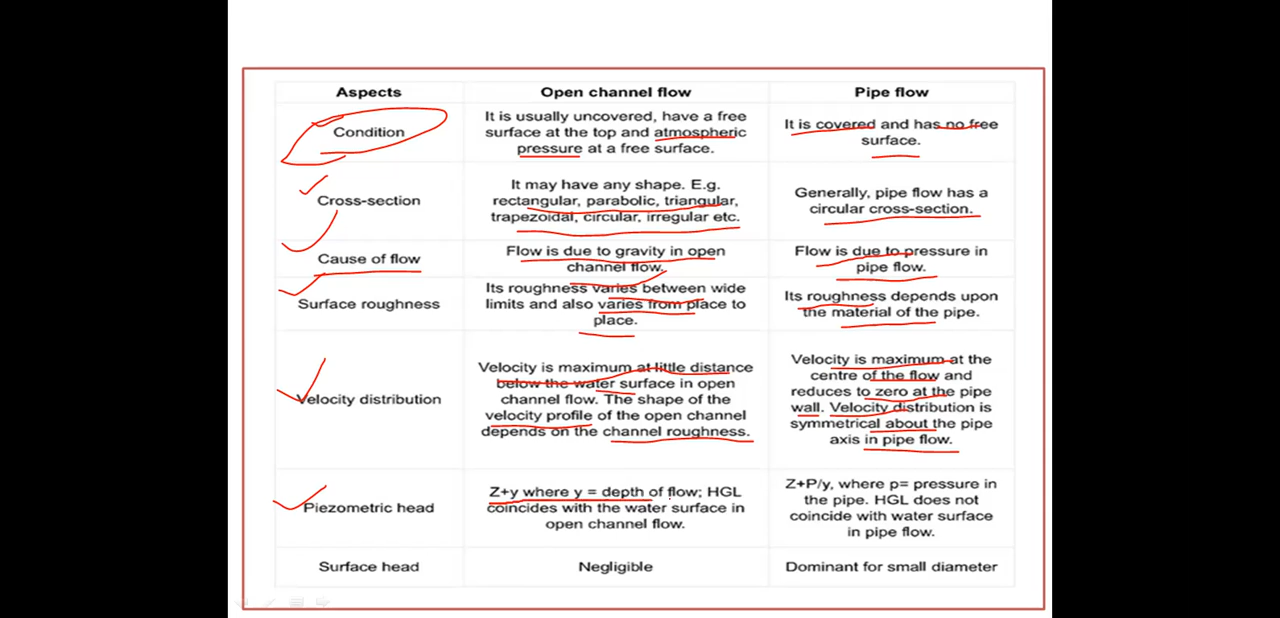 Aspects
Open channel flow
Pipe flow
Condition
It is usually uncovered, have a free
surface at the top and atmospheric
pressure at a free surface.
It is covered and has no free
surface.
Cross-section
It may have any shape. E.g.
rectangular, parabolic, triangular,
trapezoidal, circular, irregular etc.
Generally, pipe flow has a
circular cross-section.
Cause of flow
Flow is due to gravity in open
channel flow.
Flow is due to pressure in
pipe flow.
Surface roughness
Its roughness varies between wide
limits and also varies from place to
place.
Its roughness depends upon
the material of the pipe.
Velocity distribution
Velocity is maximum at little distance
below the water surface in open
channel flow. The shape of the
velocity profile of the open channel
depends on the channel roughness.
Velocity is maximum at the
centre of the flow and
reduces to zero at the pipe
wall. Velocity distribution is
symmetrical about the pipe
axis in pipe flow.
Piezometric head
Z+y where y = depth of flow; HGL
coincides with the water surface in
open channel flow.
Z+P/y, where p= pressure in
the pipe. HGL does not
coincide with water surface
in pipe flow.
Surface head
Negligible
Dominant for small diameter